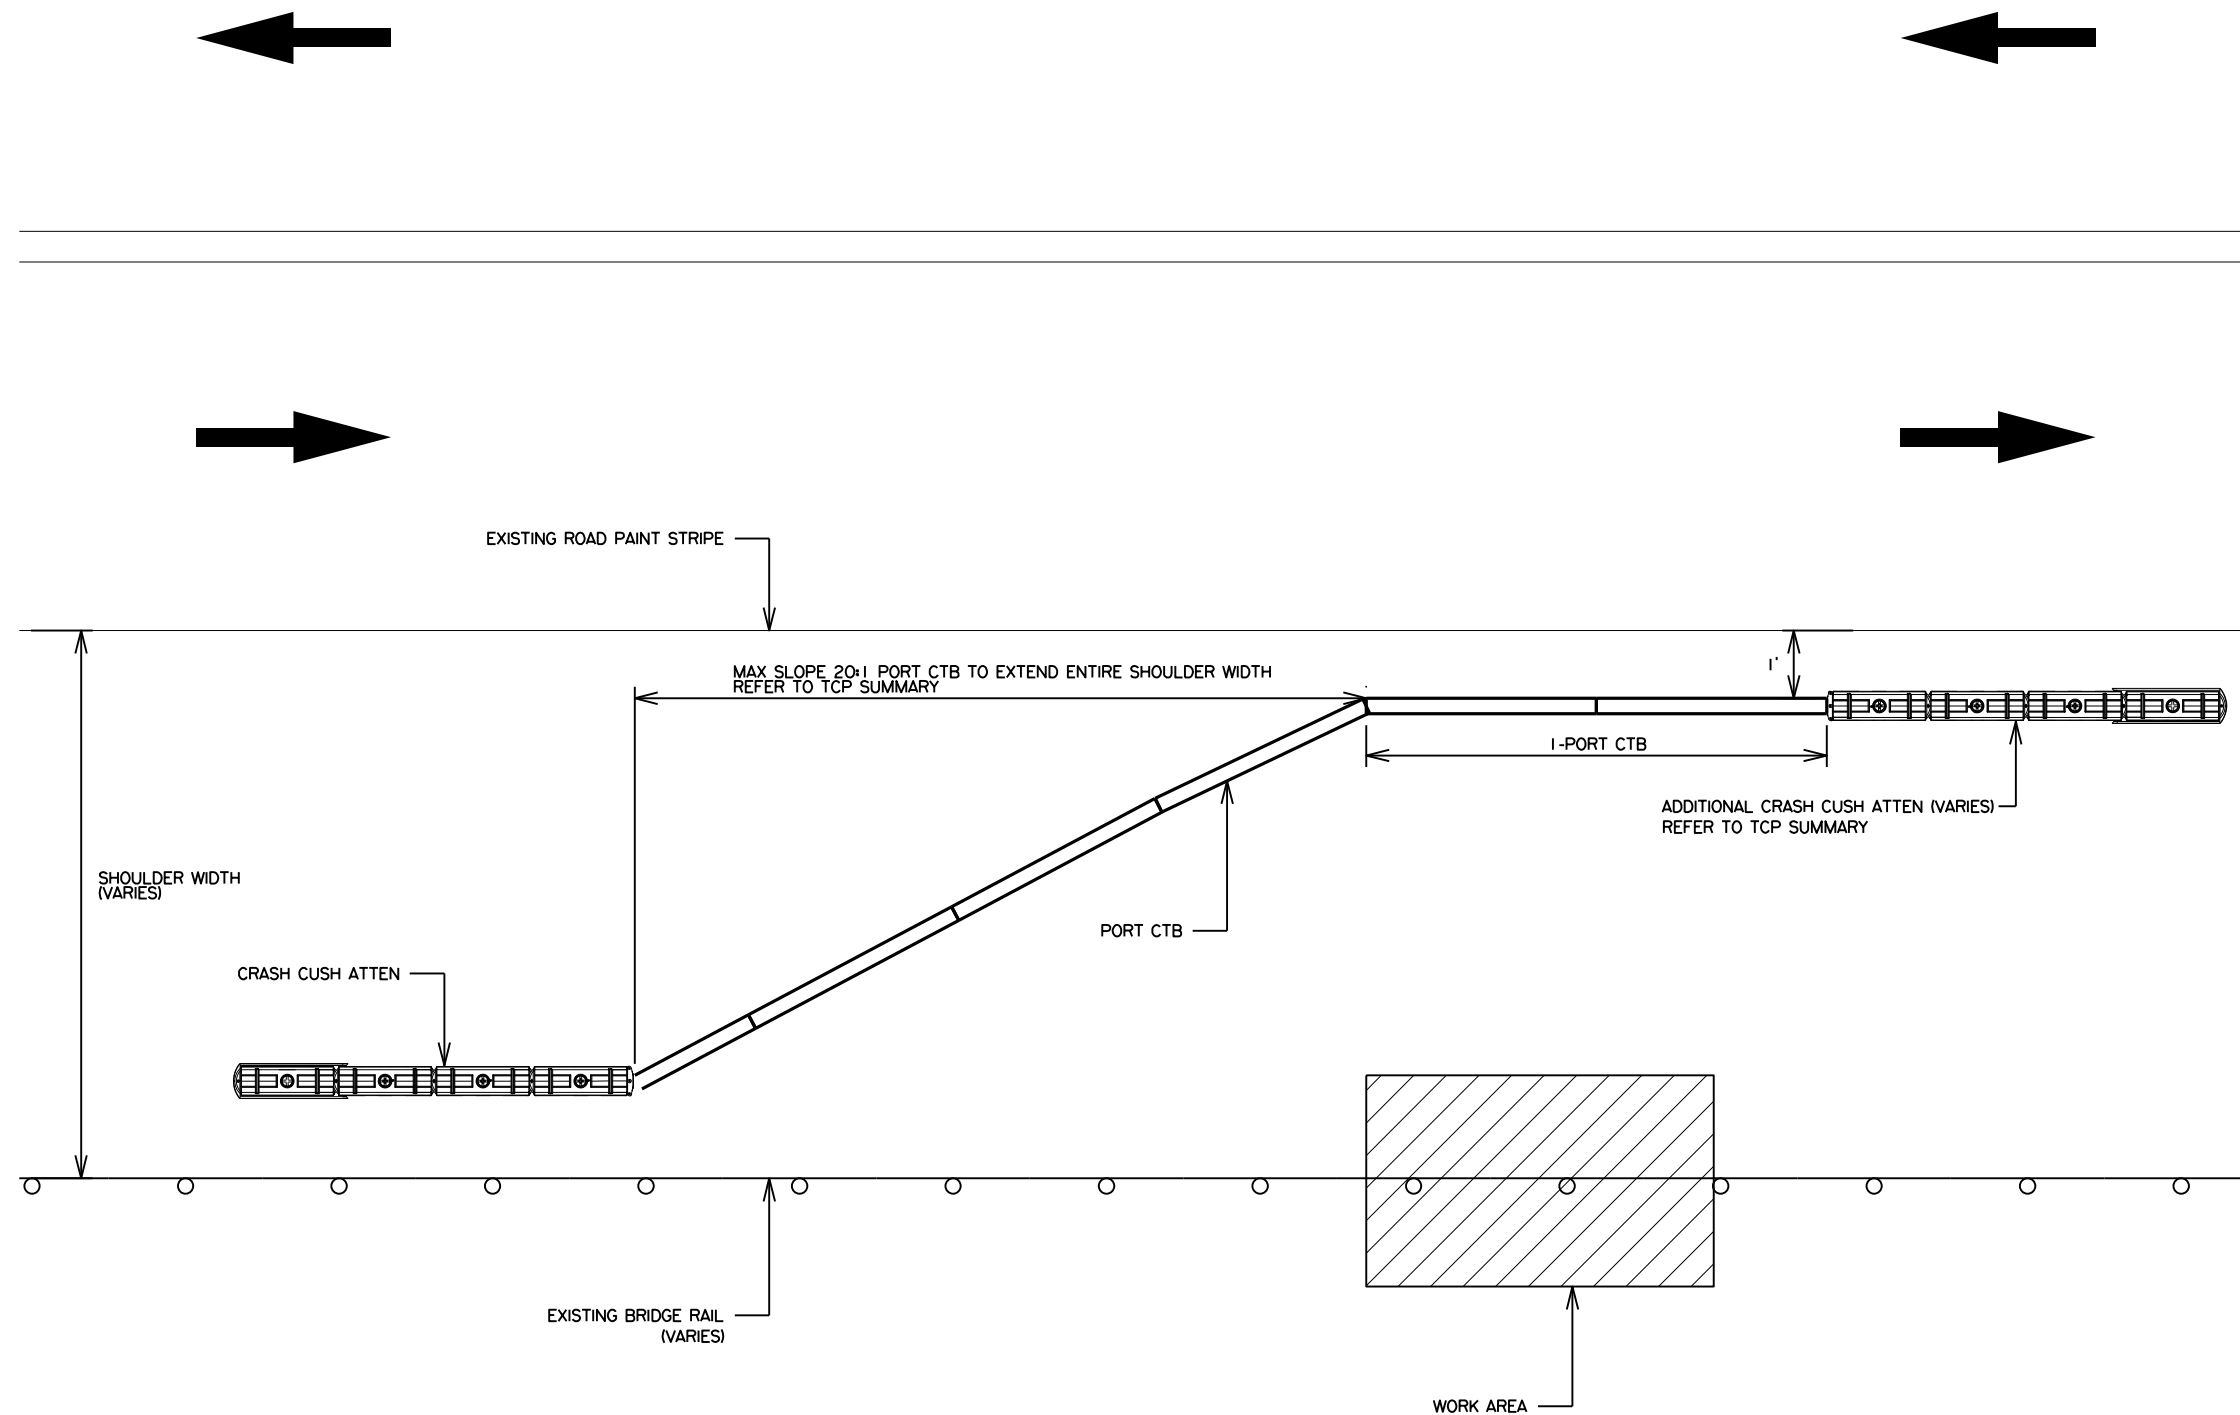 EXISTING ROAD PAINT STRIPE
MAX SLOPE 20:1 PORT CTB TO EXTEND ENTIRE SHOULDER WIDTH
REFER TO TCP SUMMARY
1'
1-PORT CTB
ADDITIONAL CRASH CUSH ATTEN (VARIES)
REFER TO TCP SUMMARY
SHOULDER WIDTH
(VARIES)
PORT CTB
CRASH CUSH ATTEN
EXISTING BRIDGE RAIL
(VARIES)
WORK AREA